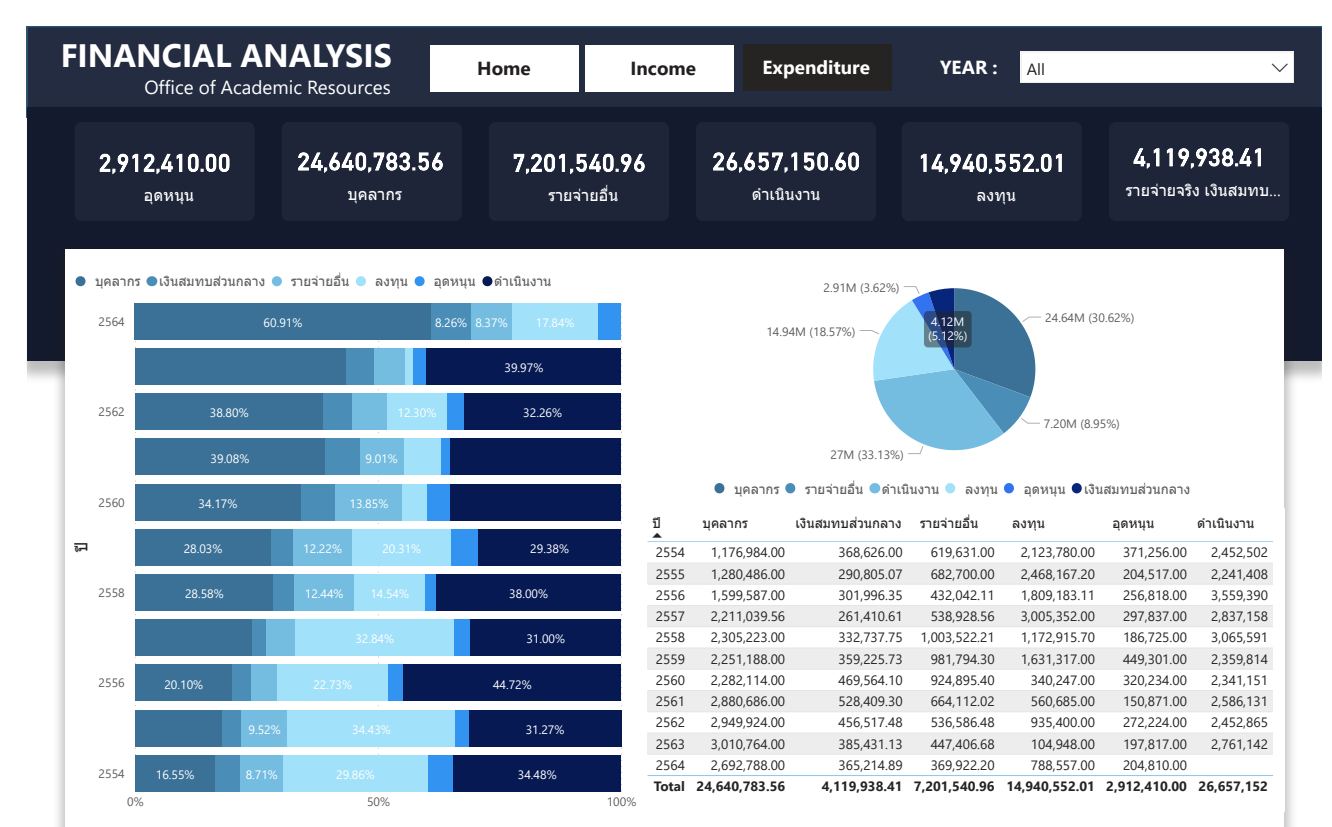 FINANCIAL ANALYSIS
Office of Academic Resources
Home
Income
Expenditure
YEAR :
All
2,912,410.00
อุดหนุน
24,640,783.56
บุคลากร
7,201,540.96
รายจ่ายอื่น
26,657,150.60
ดำเนินงาน
14,940,552.01
ลงทุน
4,119,938.41
รายจ่ายจริง เงินสมทบ...
บุคลากร เงินสมทบส่วนกลาง รายจ่ายอื่น ลงทุน อุดหนุน ดำเนินงาน
2564 60.91% 8.26% 8.37% 17.84%
39.97%
2562 38.80% 12.30% 32.26%
39.08% 9.01%
2560 34.17% 13.85%
28.03% 12.22% 20.31% 29.38%
2558 28.58% 12.44% 14.54% 38.00%
32.84% 31.00%
2556 20.10% 22.73% 44.72%
9.52% 34.43% 31.27%
2554 16.55% 8.71% 29.86% 34.48%
0% 50% 100%
ปี
2.91M (3.62%)
4.12M
(5.12%)
24.64M (30.62%)
14.94M (18.57%)
7.20M (8.95%)
27M (33.13%)
บุคลากร รายจ่ายอื่น ดำเนินงาน ลงทุน อุดหนุน เงินสมทบส่วนกลาง
ปี บุคลากร เงินสมทบส่วนกลาง รายจ่ายอื่น ลงทุน อุดหนุน ดำเนินงาน
2554 1,176,984.00 368,626.00 619,631.00 2,123,780.00 371,256.00 2,452,502
2555 1,280,486.00 290,805.07 682,700.00 2,468,167.20 204,517.00 2,241,408
2556 1,599,587.00 301,996.35 432,042.11 1,809,183.11 256,818.00 3,559,390
2557 2,211,039.56 261,410.61 538,928.56 3,005,352.00 297,837.00 2,837,158
2558 2,305,223.00 332,737.75 1,003,522.21 1,172,915.70 186,725.00 3,065,591
2559 2,251,188.00 359,225.73 981,794.30 1,631,317.00 449,301.00 2,359,814
2560 2,282,114.00 469,564.10 924,895.40 340,247.00 320,234.00 2,341,151
2561 2,880,686.00 528,409.30 664,112.02 560,685.00 150,871.00 2,586,131
2562 2,949,924.00 456,517.48 536,586.48 935,400.00 272,224.00 2,452,865
2563 3,010,764.00 385,431.13 447,406.68 104,948.00 197,817.00 2,761,142
2564 2,692,788.00 365,214.89 369,922.20 788,557.00 204,810.00
Total 24,640,783.56 4,119,938.41 7,201,540.96 14,940,552.01 2,912,410.00 26,657,152